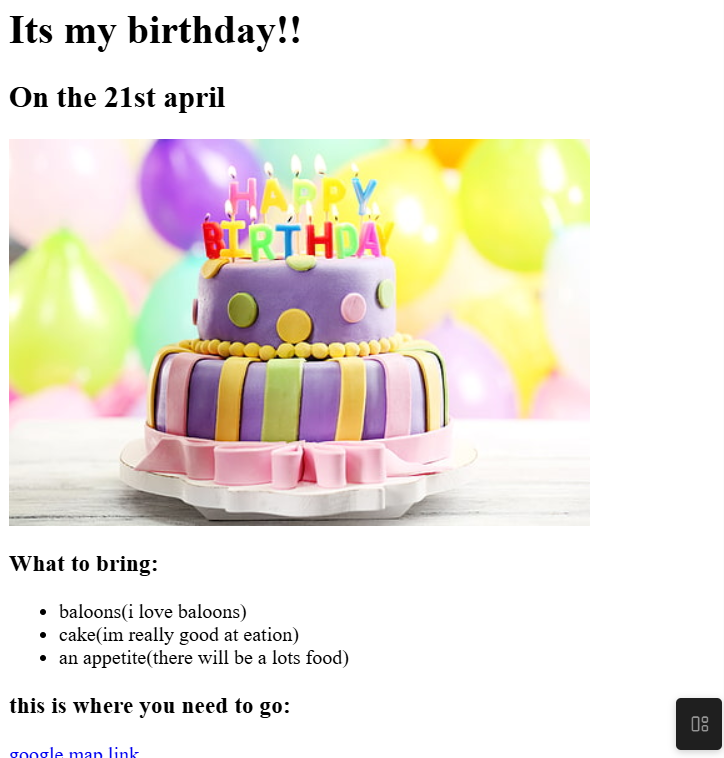 Its my birthday!!
On the 21st april
HAPPY
BIRTHDAY
What to bring:
baloons(i love baloons)
cake(im really good at eation)
an appetite(there will be a lots food)
this is where you need to go:
google map link